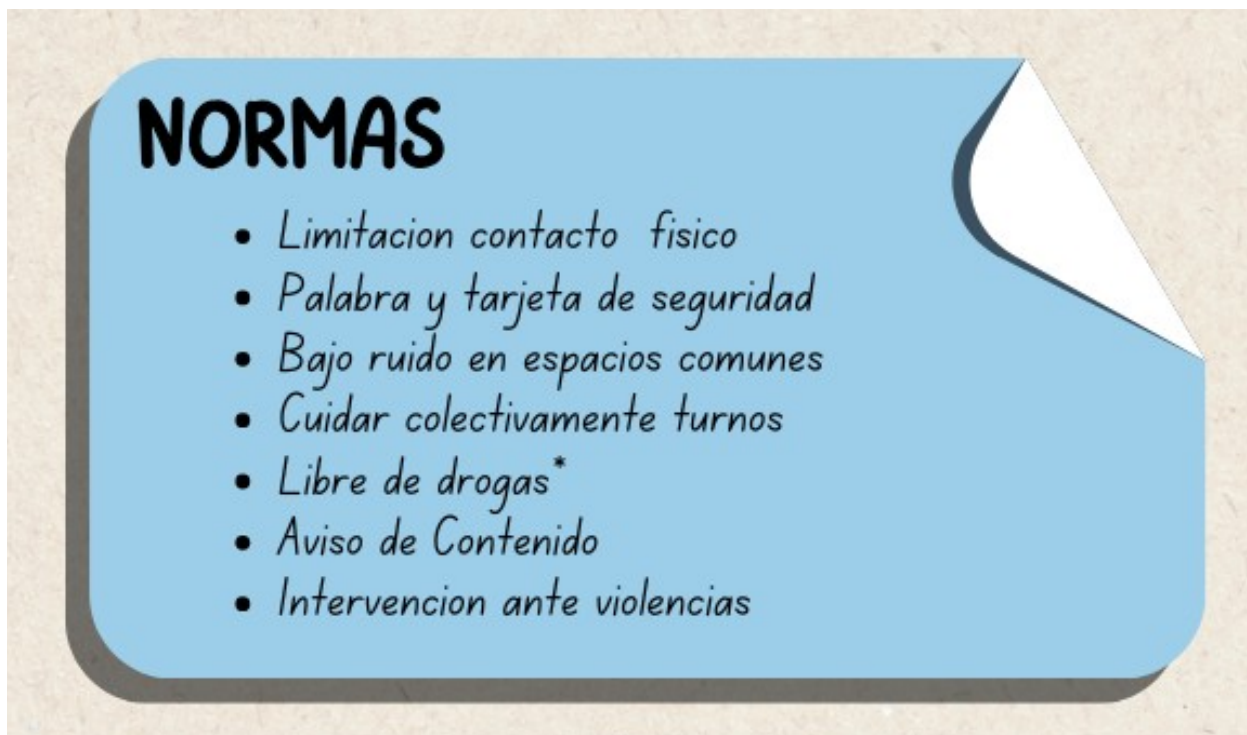 NORMAS
• Limitacion contacto fisico
• Palabra y tarjeta de seguridad
• Bajo ruido en espacios comunes
• Cuidar colectivamente turnos
• Libre de drogas*
• Aviso de Contenido
• Intervencion ante violencias